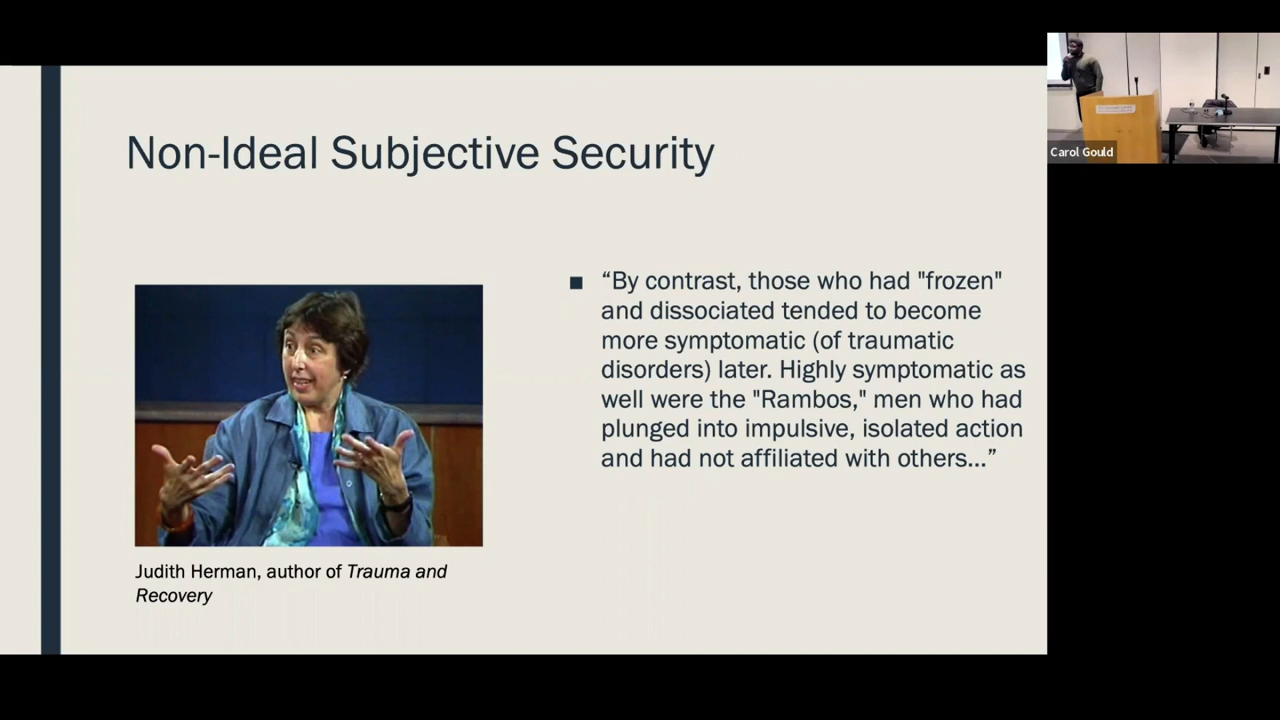 Non-Ideal Subjective Security
■ “By contrast, those who had "frozen"
and dissociated tended to become
more symptomatic (of traumatic
disorders) later. Highly symptomatic as
well were the "Rambos," men who had
plunged into impulsive, isolated action
and had not affiliated with others...”
Judith Herman, author of Trauma and
Recovery
Carol Gould